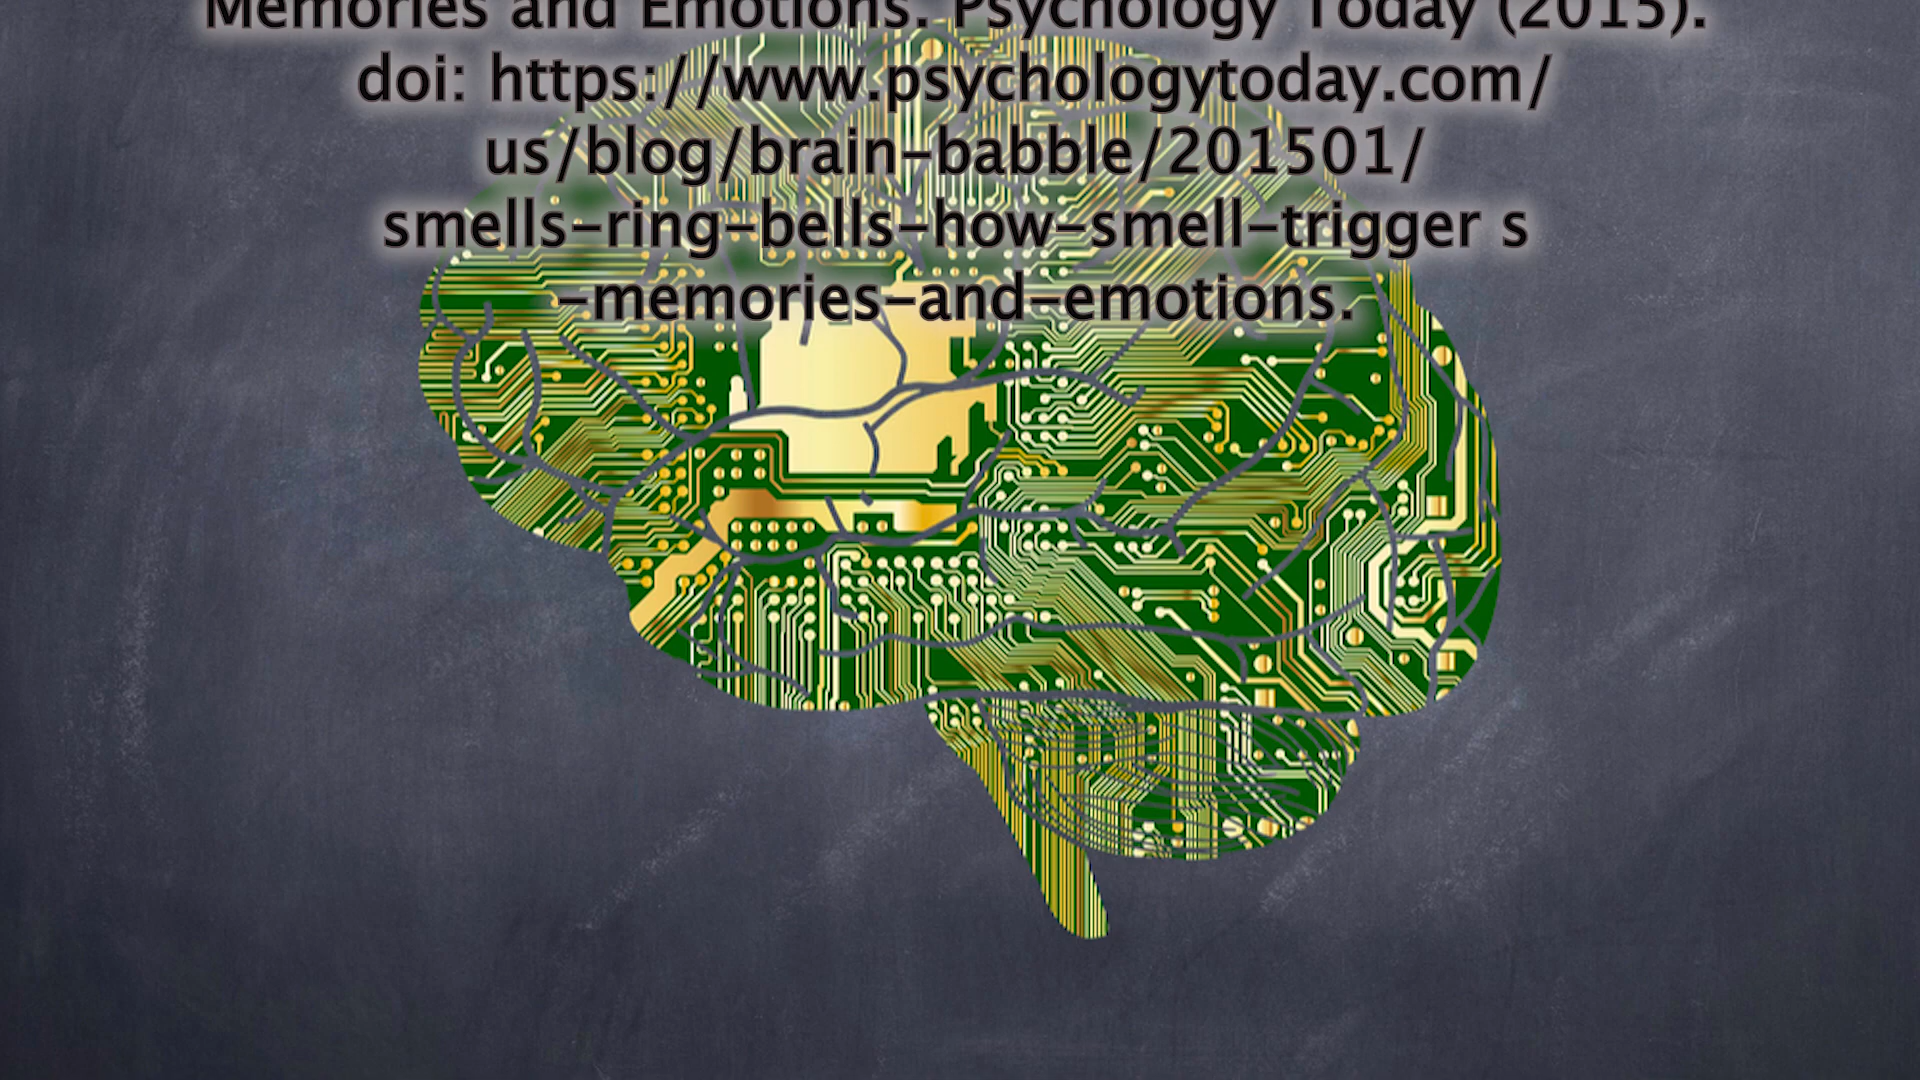 Memories and Emotions. Psychology Today (2015).
doi: https://www.psychologytoday.com/
us/blog/brain-babble/201501/
smells-ring-bells-how-smell-trigger s
-memories-and-emotions.